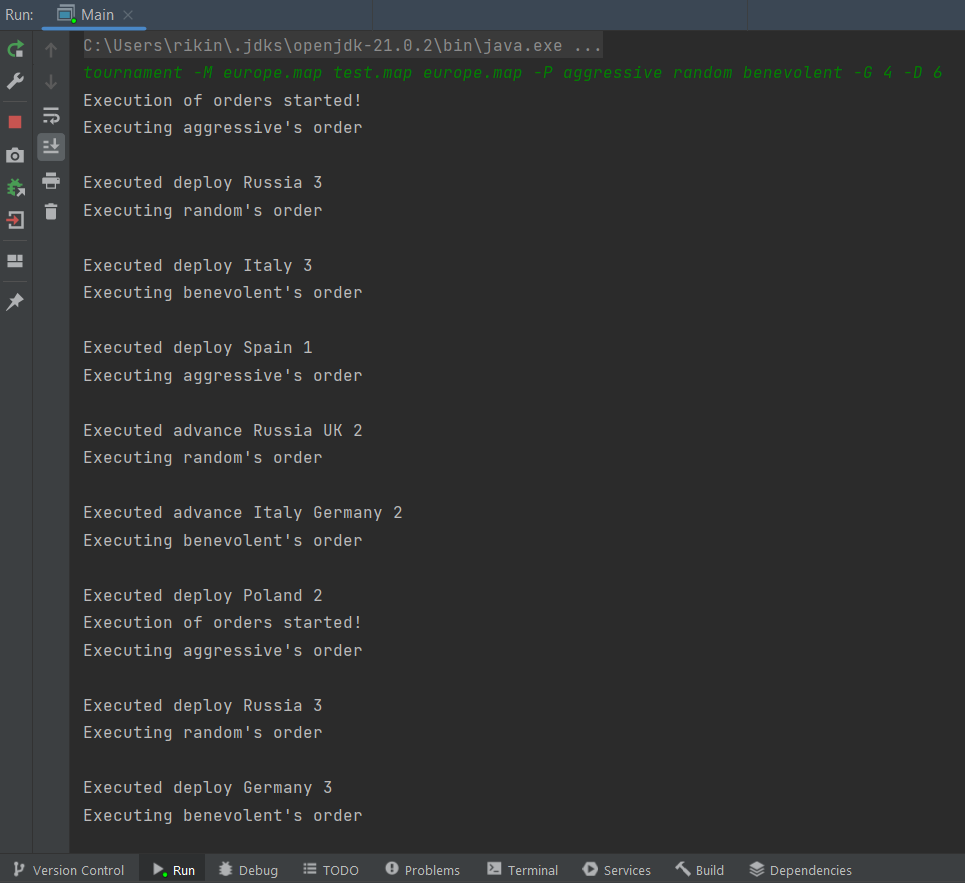 Run: Main
C:\Users\rikin\.jdks\openjdk-21.0.2\bin\java.exe ...
tournament -M europe.map test.map europe.map -P aggressive random benevolent -G 4 -D 6
Execution of orders started!
Executing aggressive's order
Executed deploy Russia 3
Executing random's order
Executed deploy Italy 3
Executing benevolent's order
Executed deploy Spain 1
Executing aggressive's order
Executed advance Russia UK 2
Executing random's order
Executed advance Italy Germany 2
Executing benevolent's order
Executed deploy Poland 2
Execution of orders started!
Executing aggressive's order
Executed deploy Russia 3
Executing random's order
Executed deploy Germany 3
Executing benevolent's order
Version Control Run Debug TODO Problems Terminal Services Build Dependencies